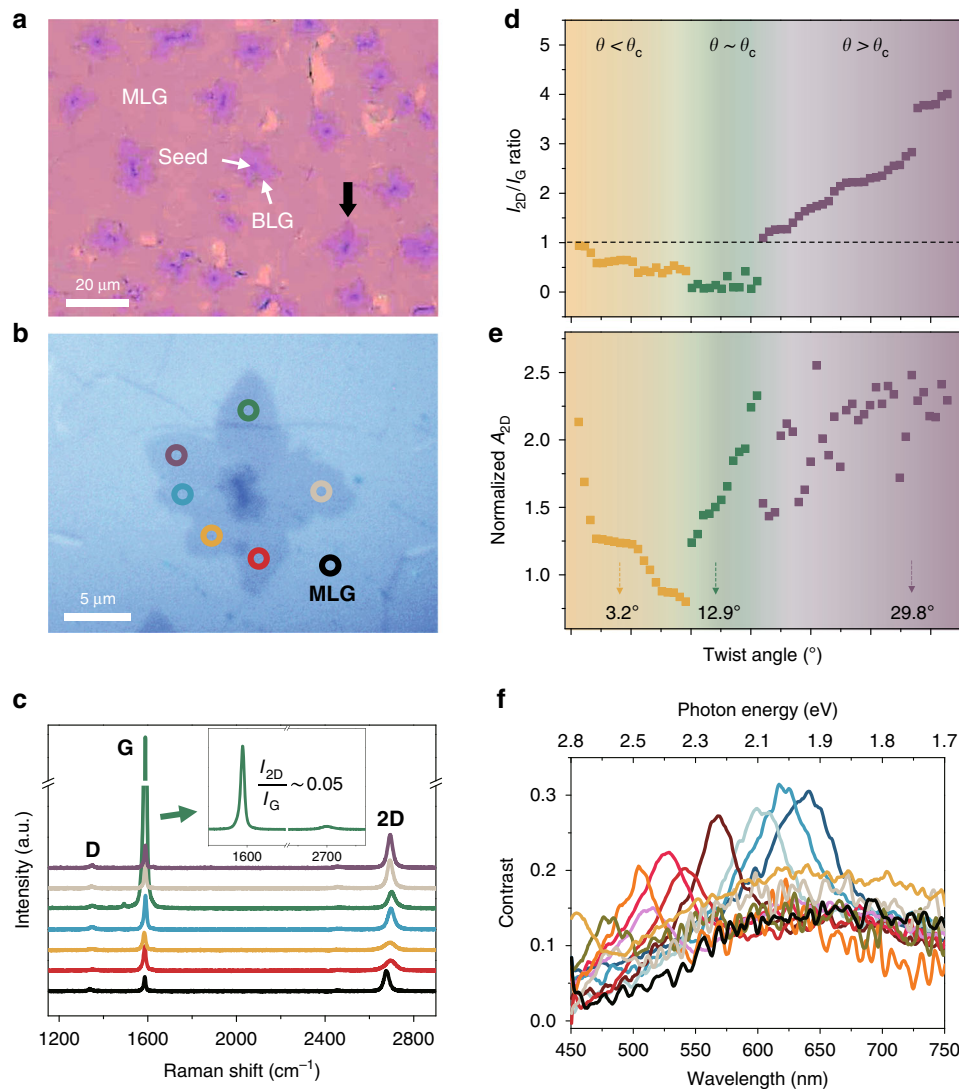 a
MLG
Seed
BLG
20 μm
b
MLG
5 μm
c
G
I2D/IG ~ 0.05
1600 2700
D
2D
Intensity (a.u.)
1200 1600 2000 2400 2800
Raman shift (cm⁻¹)
d
θ < θc θ ~ θc θ > θc
5
4
3
2
1
0
I2D/IG ratio
e
2.5
2.0
1.5
1.0
Normalized A2D
3.2° 12.9° 29.8°
Twist angle (°)
f
Photon energy (eV)
2.8 2.5 2.3 2.1 1.9 1.8 1.7
0.3
0.2
0.1
0.0
Contrast
450 500 550 600 650 700 750
Wavelength (nm)